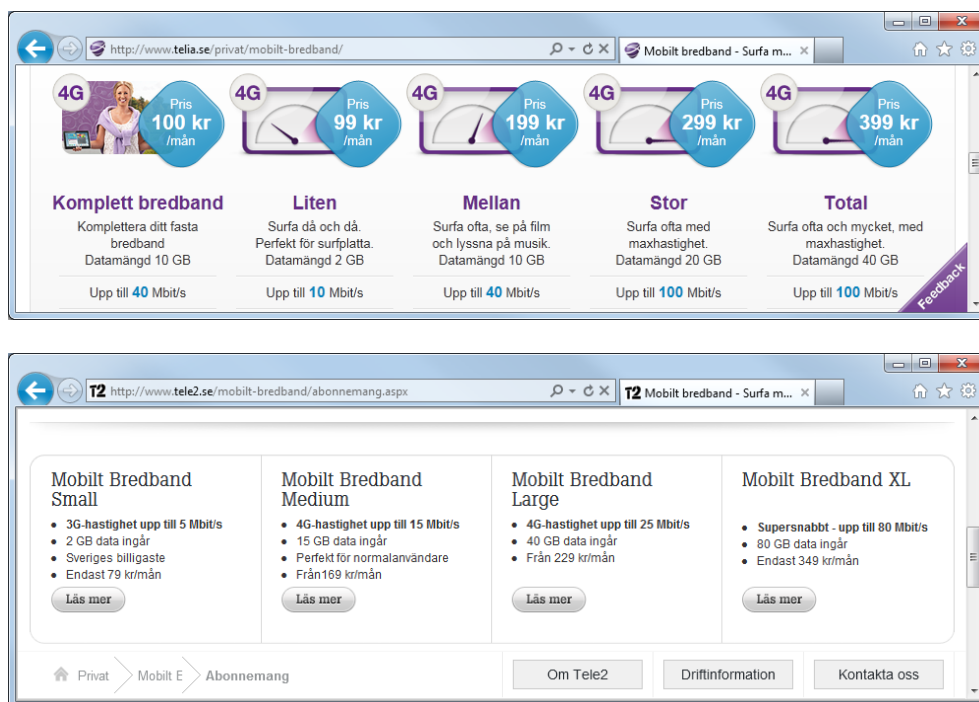 http://www.telia.se/privat/mobilt-bredband/
Mobilt bredband - Surfa m...
4G
Pris
100 kr
/mån
4G
Pris
99 kr
/mån
4G
Pris
199 kr
/mån
4G
Pris
299 kr
/mån
4G
Pris
399 kr
/mån
Komplett bredband
Komplettera ditt fasta
bredband
Datamängd 10 GB
Upp till 40 Mbit/s
Liten
Surfa då och då.
Perfekt för surfplatta.
Datamängd 2 GB
Upp till 10 Mbit/s
Mellan
Surfa ofta, se på film
och lyssna på musik.
Datamängd 10 GB
Upp till 40 Mbit/s
Stor
Surfa ofta med
maxhastighet.
Datamängd 20 GB
Upp till 100 Mbit/s
Total
Surfa ofta och mycket, med
maxhastighet.
Datamängd 40 GB
Upp till 100 Mbit/s
Feedback
T2 http://www.tele2.se/mobilt-bredband/abonnemang.aspx
T2 Mobilt bredband - Surfa m...
Mobilt Bredband
Small
3G-hastighet upp till 5 Mbit/s
2 GB data ingår
Sveriges billigaste
Endast 79 kr/mån
Läs mer
Mobilt Bredband
Medium
4G-hastighet upp till 15 Mbit/s
15 GB data ingår
Perfekt för normalanvändare
Från169 kr/mån
Läs mer
Mobilt Bredband
Large
4G-hastighet upp till 25 Mbit/s
40 GB data ingår
Från 229 kr/mån
Läs mer
Mobilt Bredband XL
Supersnabbt - upp till 80 Mbit/s
80 GB data ingår
Endast 349 kr/mån
Läs mer
Privat
Mobilt E
Abonnemang
Om Tele2
Driftinformation
Kontakta oss